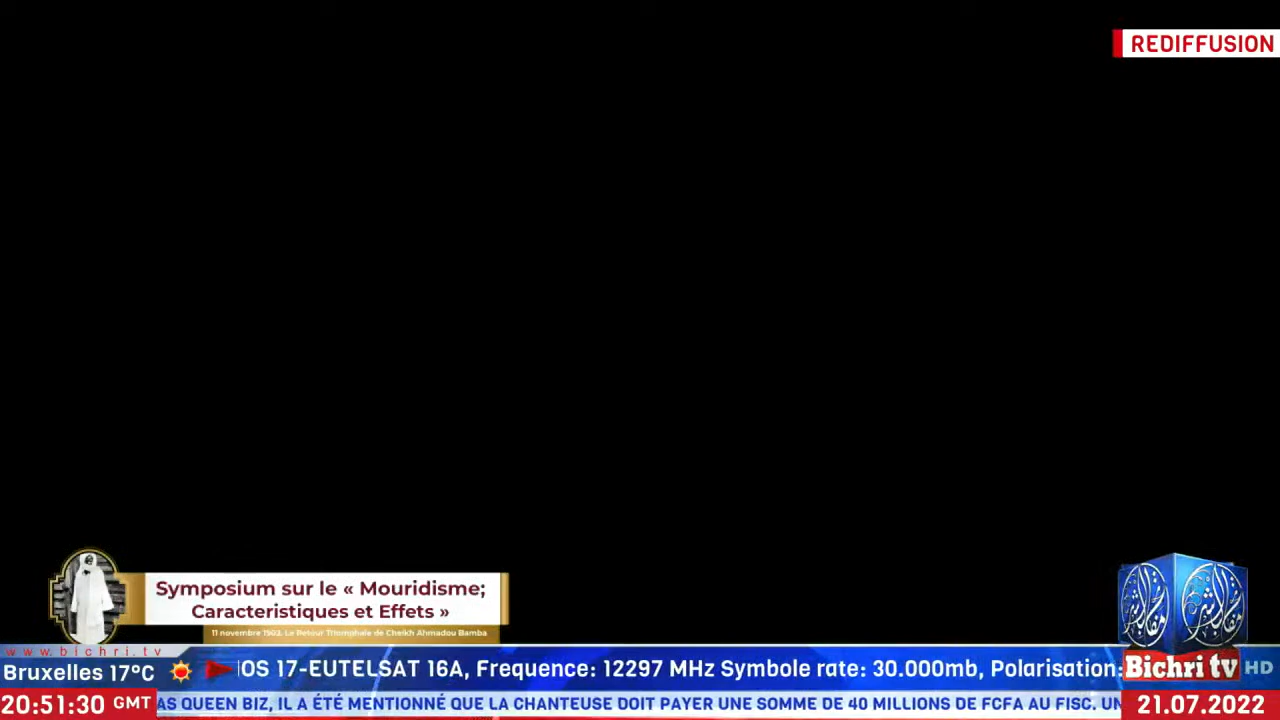 REDIFFUSION
Symposium sur le « Mouridisme;
Caracteristiques et Effets »
11 novembre 1902. Le Retour Triomphale de Cheikh Ahmadou Bamba
www.bichri.tv
Bruxelles 17°C
IOS 17-EUTELSAT 16A, Frequence: 12297 MHz Symbole rate: 30.000mb, Polarisation:
Bichri tv HD
20:51:30 GMT
AS QUEEN BIZ, IL A ÉTÉ MENTIONNÉ QUE LA CHANTEUSE DOIT PAYER UNE SOMME DE 40 MILLIONS DE FCFA AU FISC. UN
21.07.2022